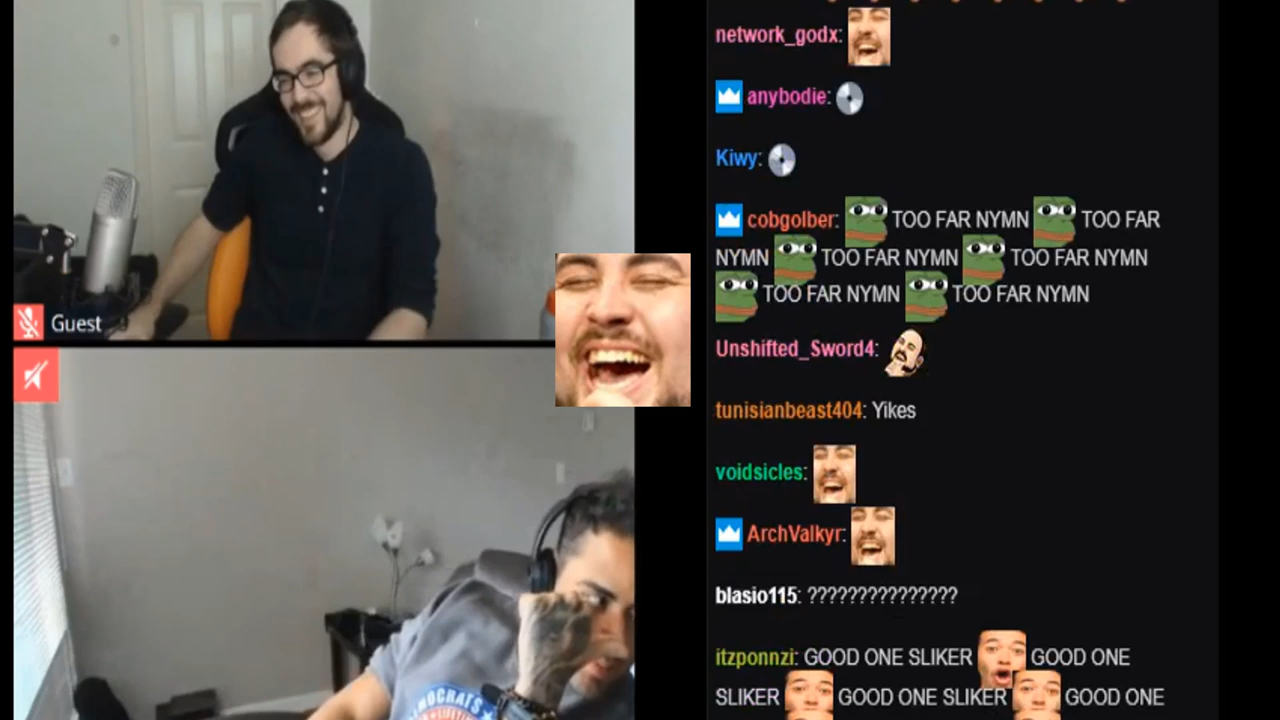 network_godx:
anybodie:
Kiwy:
cobgolber: TOO FAR NYMN TOO FAR
NYMN TOO FAR NYMN TOO FAR NYMN
TOO FAR NYMN TOO FAR NYMN
Unshifted_Sword4:
tunisianbeast404: Yikes
voidsicles:
ArchValkyr:
blasio115: ???????????????
itzponnzi: GOOD ONE SLIKER GOOD ONE
SLIKER GOOD ONE SLIKER GOOD ONE
Guest